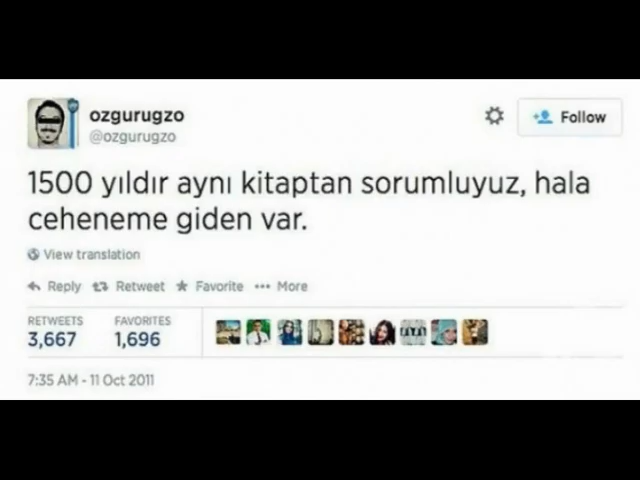 ozgurugzo
@ozgurugzo
Follow
1500 yıldır aynı kitaptan sorumluyuz, hala
ceheneme giden var.
View translation
Reply Retweet Favorite More
RETWEETS FAVORITES
3,667 1,696
7:35 AM - 11 Oct 2011